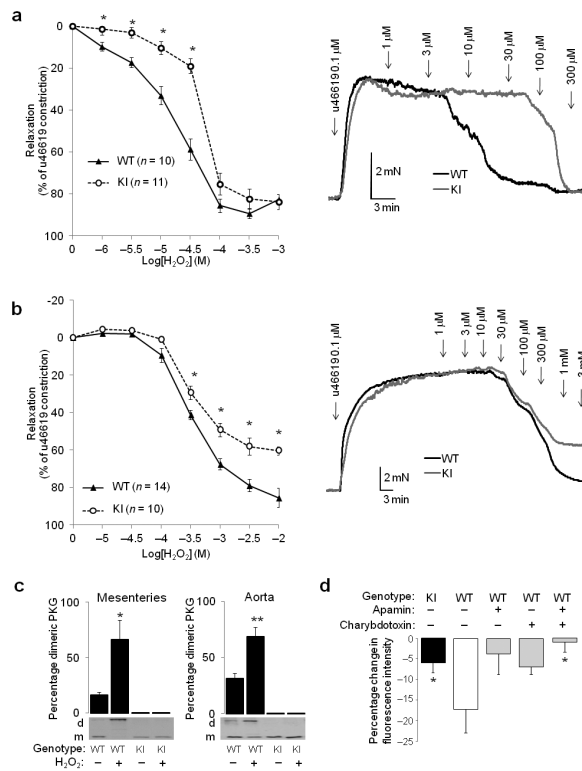 a
0
20
40
60
80
100
Relaxation
(% of u46619 constriction)
*
*
*
*
WT (n = 10)
KI (n = 11)
0
–6
–5.5
–5
–4.5
–4
–3.5
–3
Log[H₂O₂] (M)
u46619 0.1 μM
1 μM
3 μM
10 μM
30 μM
100 μM
300 μM
2 mN
3 min
WT
KI
b
-20
0
20
40
60
80
100
Relaxation
(% of u46619 constriction)
*
*
*
*
WT (n = 14)
KI (n = 10)
0
–5
–4.5
–4
–3.5
–3
–2.5
–2
Log[H₂O₂] (M)
u46619 0.1 μM
1 μM
3 μM
10 μM
30 μM
100 μM
300 μM
1 mM
3 mM
WT
KI
2 mN
3 min
c
Mesenteries
Aorta
Percentage dimeric PKG
100
50
0
*
100
50
0
**
d
m
d
m
Genotype: WT WT KI KI WT WT KI KI
H₂O₂: – + – + – + – +
d
Genotype: KI WT WT WT WT
Apamin: – – + – +
Charybdotoxin: – – – + +
Percentage change in
fluorescence intensity
0
−5
−10
−15
−20
−25
*
*